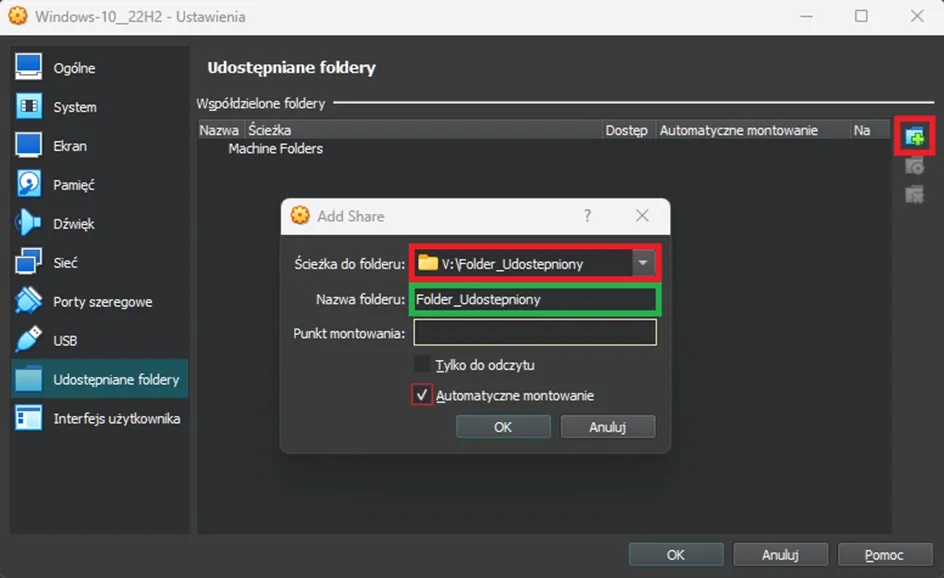 Windows-10__22H2 - Ustawienia
Ogólne
System
Ekran
Pamięć
Dźwięk
Sieć
Porty szeregowe
USB
Udostępniane foldery
Interfejs użytkownika
Udostępniane foldery
Współdzielone foldery
Nazwa Ścieżka Dostęp Automatyczne montowanie Na
Machine Folders
Add Share ?
Ścieżka do folderu: V:\Folder_Udostepniony
Nazwa folderu: Folder_Udostepniony
Punkt montowania:
Tylko do odczytu
Automatyczne montowanie
OK Anuluj
OK Anuluj Pomoc